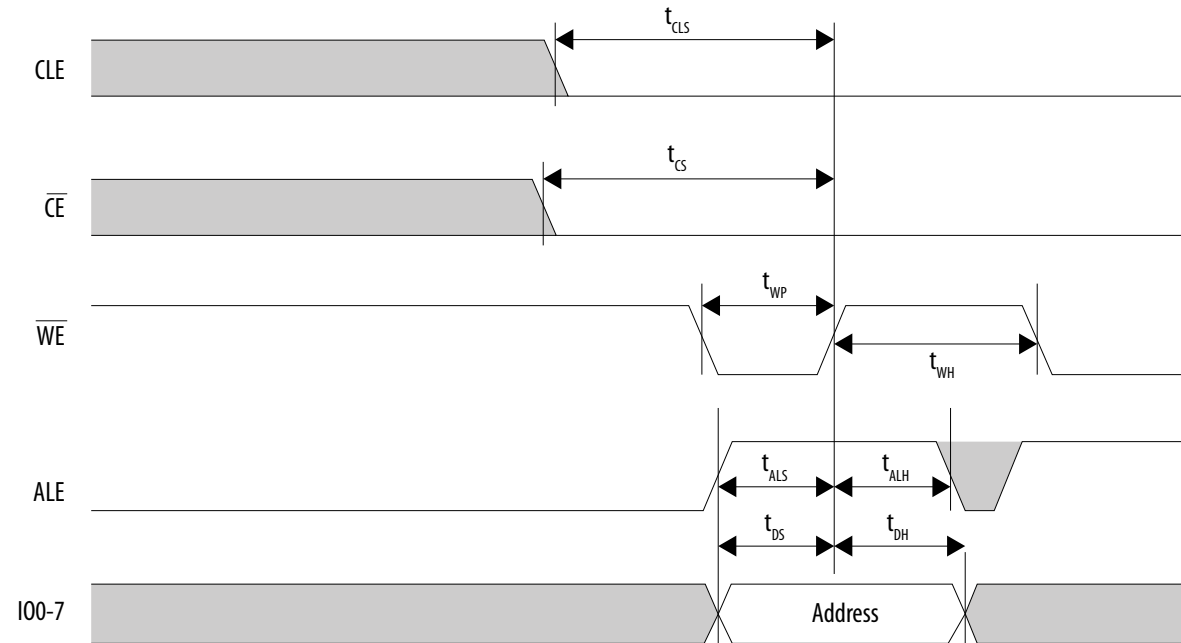 tCLS
CLE
tCS
CE
tWP
WE
tWH
ALE
tALS
tALH
tDS
tDH
IO0-7
Address